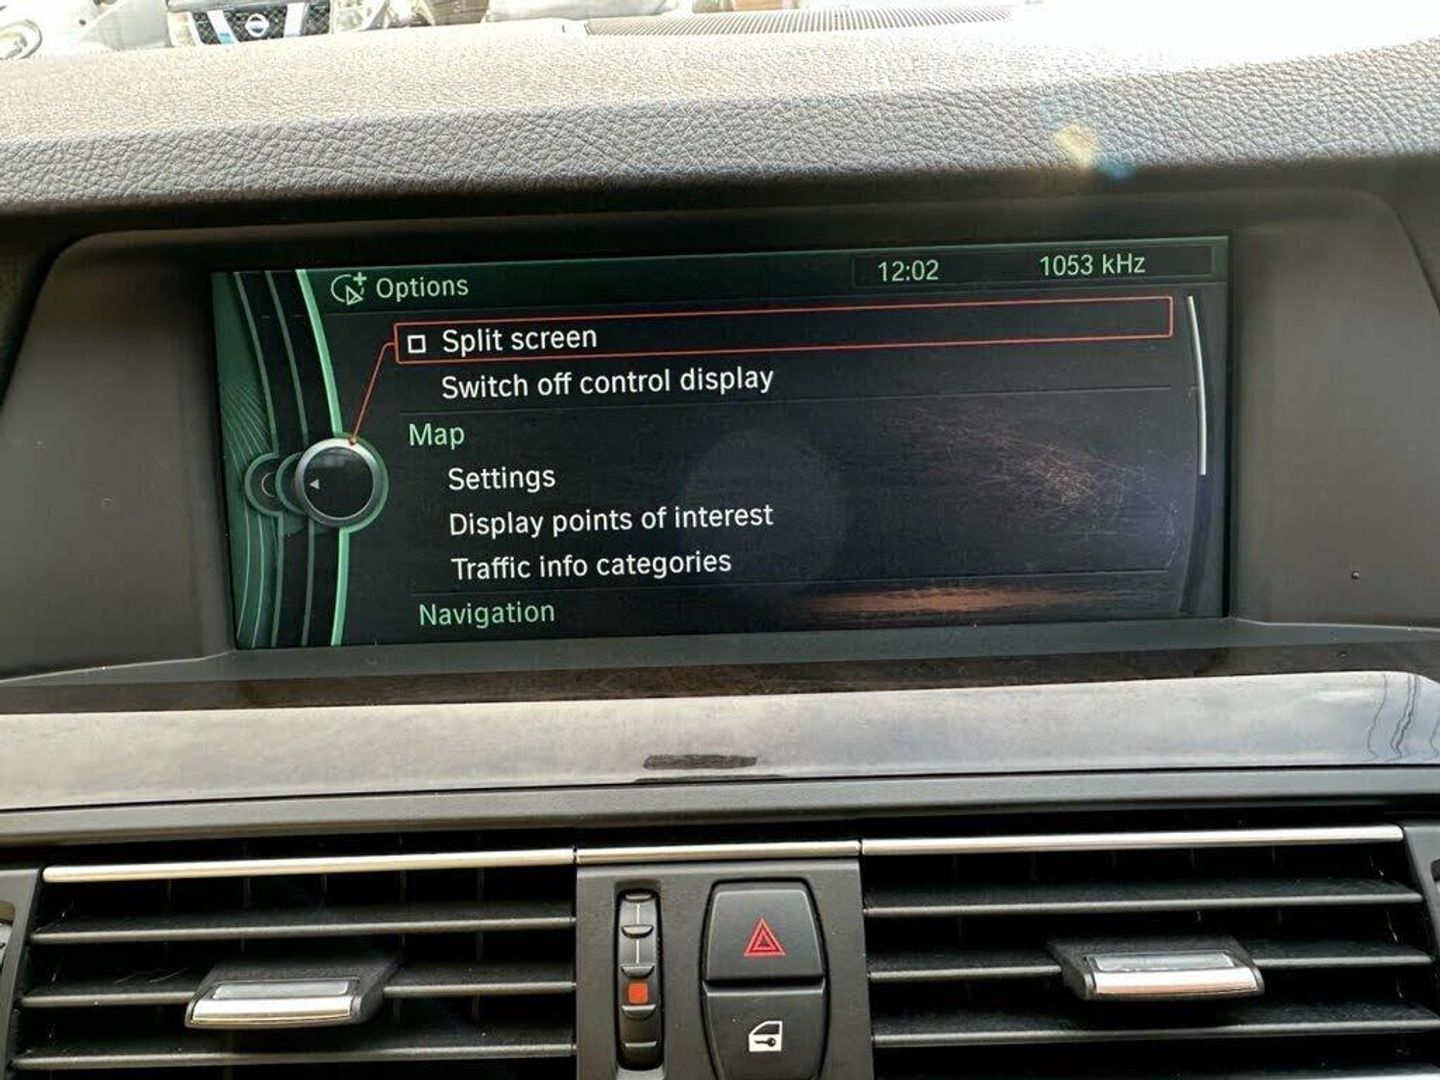 Options 12:02 1053 kHz
Split screen
Switch off control display
Map
Settings
Display points of interest
Traffic info categories
Navigation